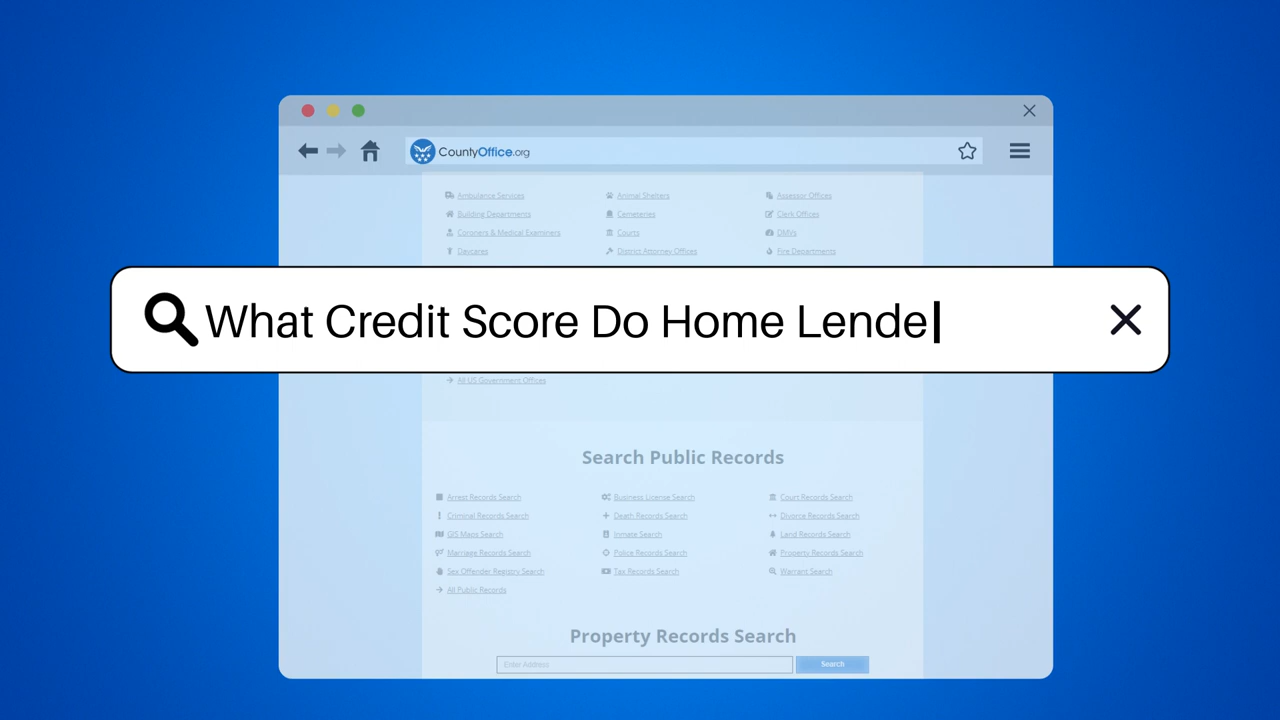 CountyOffice.org
Ambulance Services Animal Shelters Assessor Offices
Building Departments Cemeteries Clerk Offices
Coroners & Medical Examiners Courts DMVs
Daycares District Attorney Offices Fire Departments
What Credit Score Do Home Lende
All US Government Offices
Search Public Records
Arrest Records Search Business License Search Court Records Search
Criminal Records Search Death Records Search Divorce Records Search
GIS Maps Search Inmate Search Land Records Search
Marriage Records Search Police Records Search Property Records Search
Sex Offender Registry Search Tax Records Search Warrant Search
All Public Records
Property Records Search
Enter Address Search